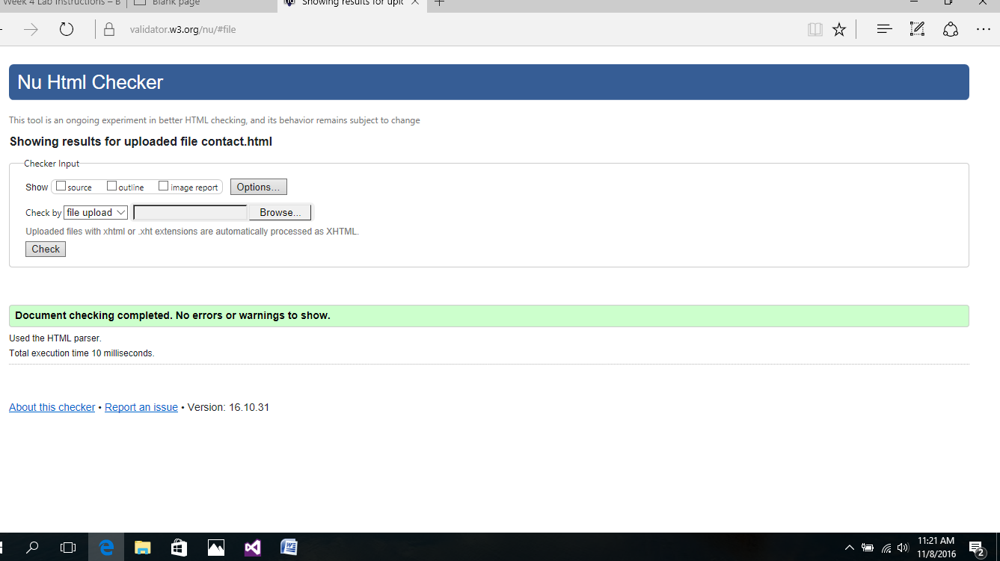 Week 4 Lab Instructions – B
Blank page
Showing results for uplo
validator.w3.org/nu/#file
Nu Html Checker
This tool is an ongoing experiment in better HTML checking, and its behavior remains subject to change
Showing results for uploaded file contact.html
Checker Input
Show source outline image report Options...
Check by file upload Browse...
Uploaded files with xhtml or .xht extensions are automatically processed as XHTML.
Check
Document checking completed. No errors or warnings to show.
Used the HTML parser.
Total execution time 10 milliseconds.
About this checker • Report an issue • Version: 16.10.31
11:21 AM
11/8/2016
2